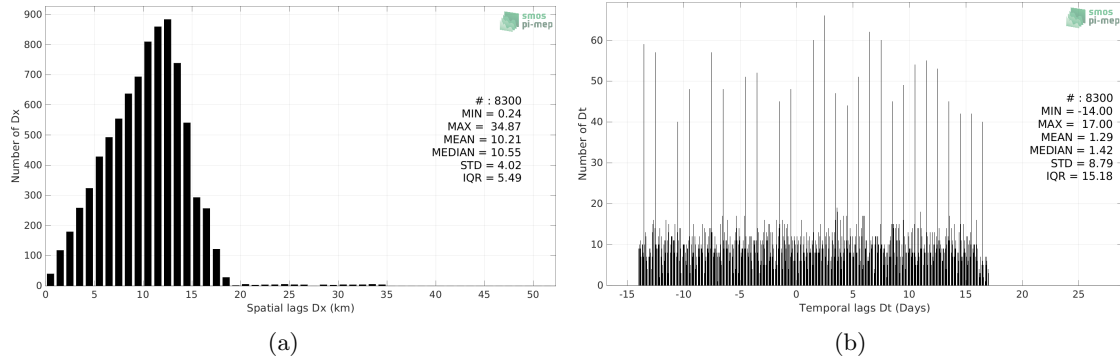 900
800
700
600
500
400
300
200
100
0
Number of Dx
0 5 10 15 20 25 30 35 40 45 50
Spatial lags Dx (km)
smos
pi-mep
# : 8300
MIN = 0.24
MAX = 34.87
MEAN = 10.21
MEDIAN = 10.55
STD = 4.02
IQR = 5.49
(a)
60
50
40
30
20
10
0
Number of Dt
-15 -10 -5 0 5 10 15 20 25
Temporal lags Dt (Days)
smos
pi-mep
# : 8300
MIN = -14.00
MAX = 17.00
MEAN = 1.29
MEDIAN = 1.42
STD = 8.79
IQR = 15.18
(b)